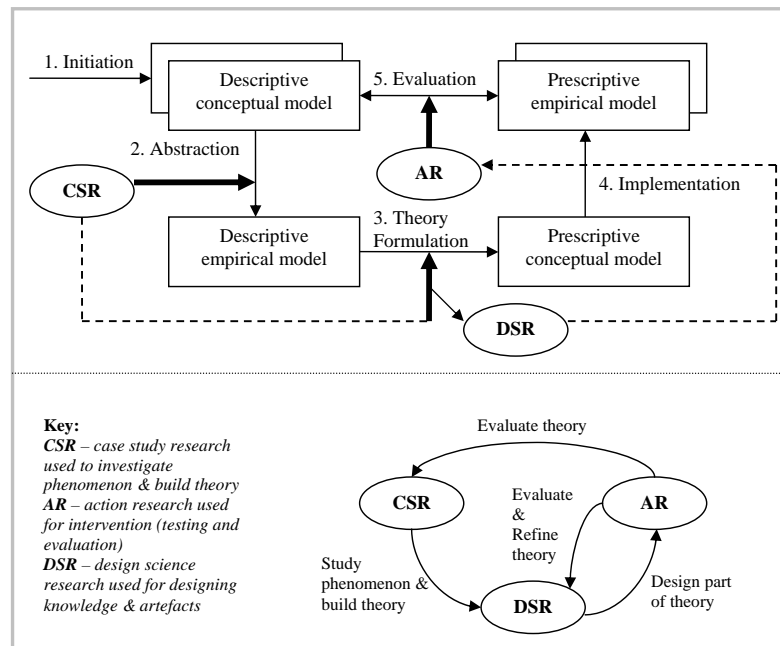 1. Initiation
Descriptive
conceptual model
5. Evaluation
Prescriptive
empirical model
2. Abstraction
CSR
AR
4. Implementation
3. Theory
Formulation
Descriptive
empirical model
Prescriptive
conceptual model
DSR
Key:
CSR – case study research
used to investigate
phenomenon & build theory
AR – action research used
for intervention (testing and
evaluation)
DSR – design science
research used for designing
knowledge & artefacts
Evaluate theory
CSR
AR
Evaluate
&
Refine
theory
Study
phenomenon &
build theory
DSR
Design part
of theory